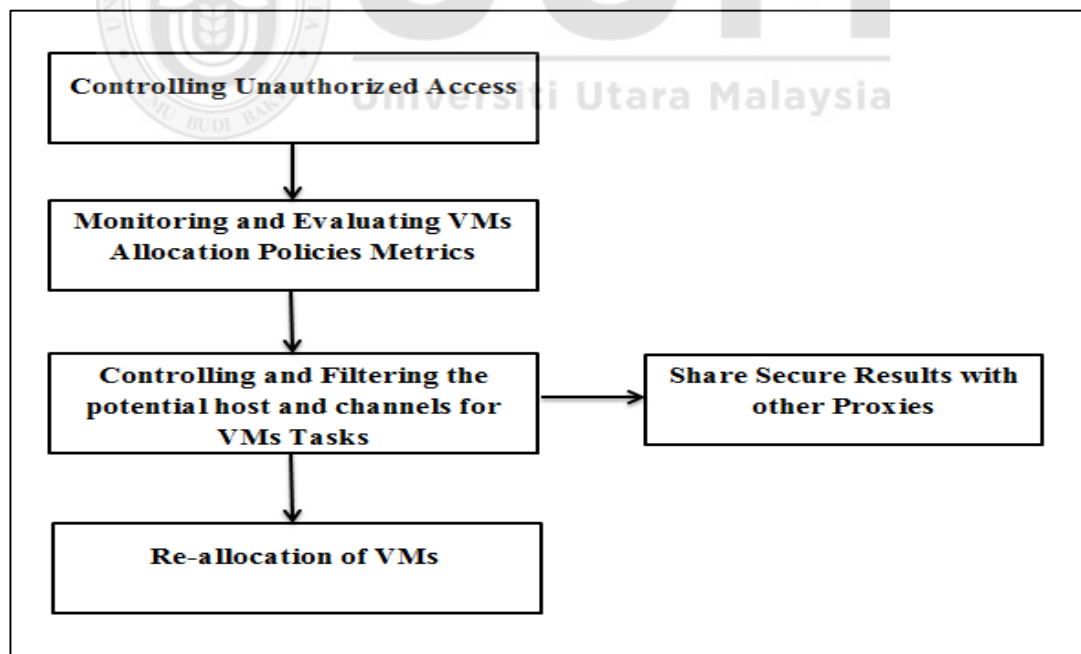 Controlling Unauthorized Access
Universiti Utara Malaysia
BUDI
Monitoring and Evaluating VMs
Allocation Policies Metrics
Controlling and Filtering the
potential host and channels for
VMs Tasks
Share Secure Results with
other Proxies
Re-allocation of VMs